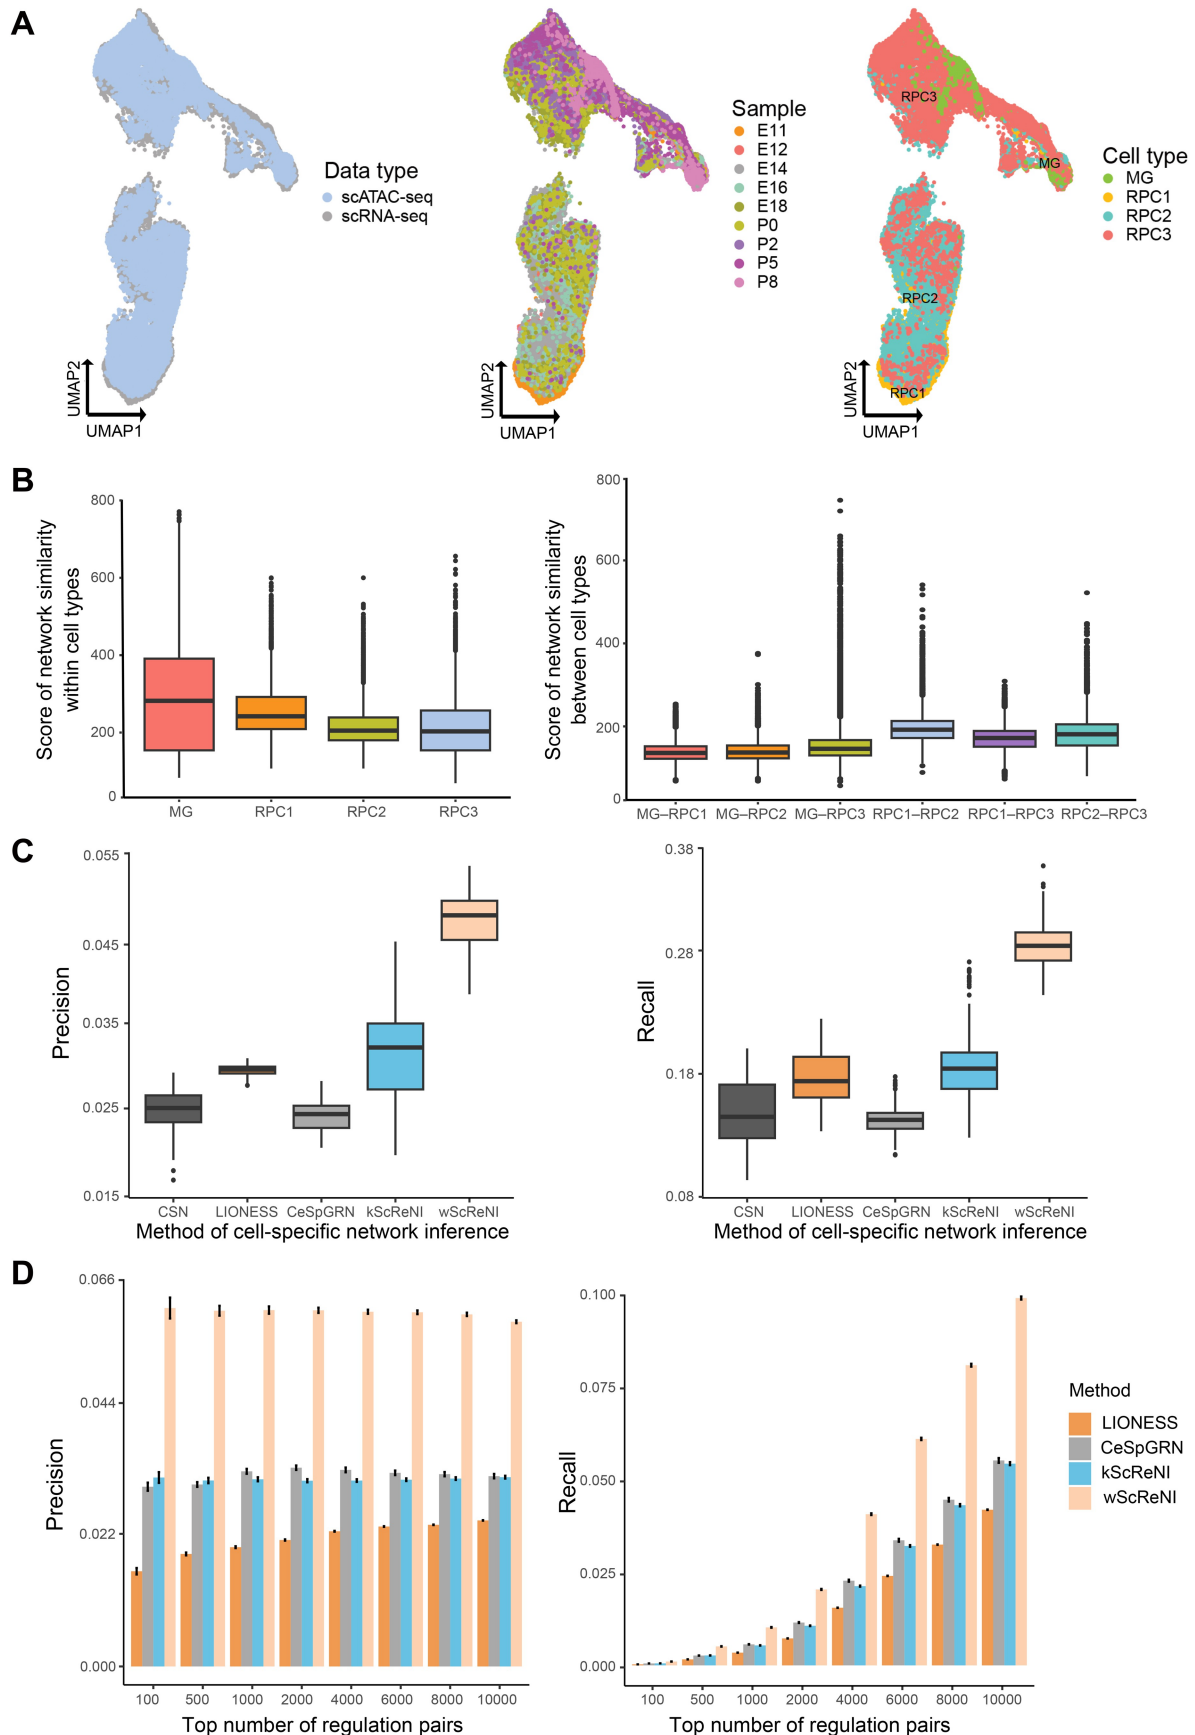 A
UMAP2
UMAP1
Data type
scATAC-seq
scRNA-seq
UMAP2
UMAP1
Sample
E11
E12
E14
E16
E18
P0
P2
P5
P8
RPC3
MG
RPC2
RPC1
UMAP2
UMAP1
Cell type
MG
RPC1
RPC2
RPC3
B
Score of network similarity
within cell types
800
600
400
200
0
MG RPC1 RPC2 RPC3
Score of network similarity
between cell types
800
600
400
200
0
MG–RPC1 MG–RPC2 MG–RPC3 RPC1–RPC2 RPC1–RPC3 RPC2–RPC3
C
Precision
0.055
0.045
0.035
0.025
0.015
CSN LIONESS CeSpGRN kScReNI wScReNI
Method of cell-specific network inference
Recall
0.38
0.28
0.18
0.08
CSN LIONESS CeSpGRN kScReNI wScReNI
Method of cell-specific network inference
D
Precision
0.066
0.044
0.022
0.000
100 500 1000 2000 4000 6000 8000 10000
Top number of regulation pairs
Recall
0.100
0.075
0.050
0.025
0.000
100 500 1000 2000 4000 6000 8000 10000
Top number of regulation pairs
Method
LIONESS
CeSpGRN
kScReNI
wScReNI